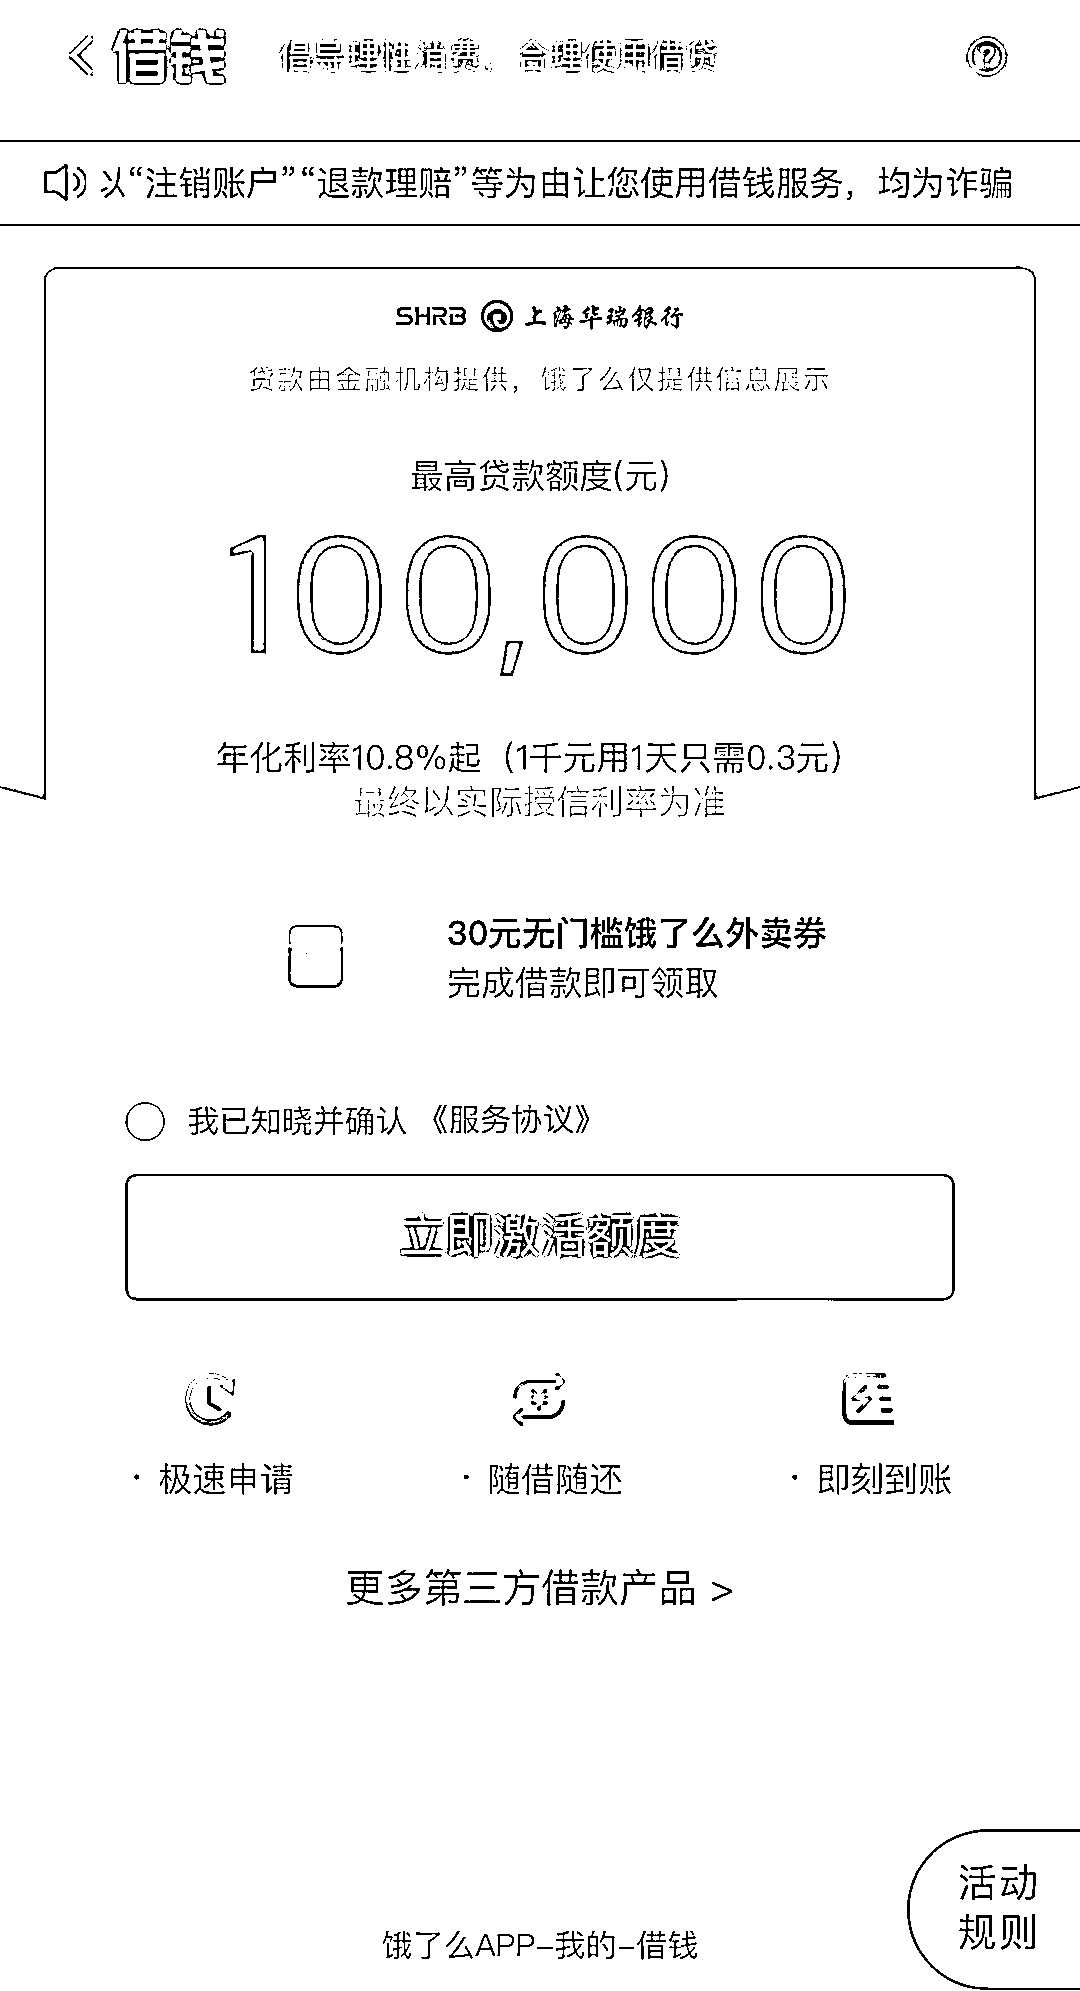 借钱 倡导理性消费，合理使用借贷
以“注销账户”“退款理赔”等为由让您使用借钱服务，均为诈骗
SHRB 上海华瑞银行
贷款由金融机构提供，饿了么仅提供信息展示
最高贷款额度(元)
100,000
年化利率10.8%起（1千元用1天只需0.3元）
最终以实际授信利率为准
30元无门槛饿了么外卖券
完成借款即可领取
我已知晓并确认 《服务协议》
立即激活额度
· 极速申请 · 随借随还 · 即刻到账
更多第三方借款产品 >
活动
规则
饿了么APP-我的-借钱